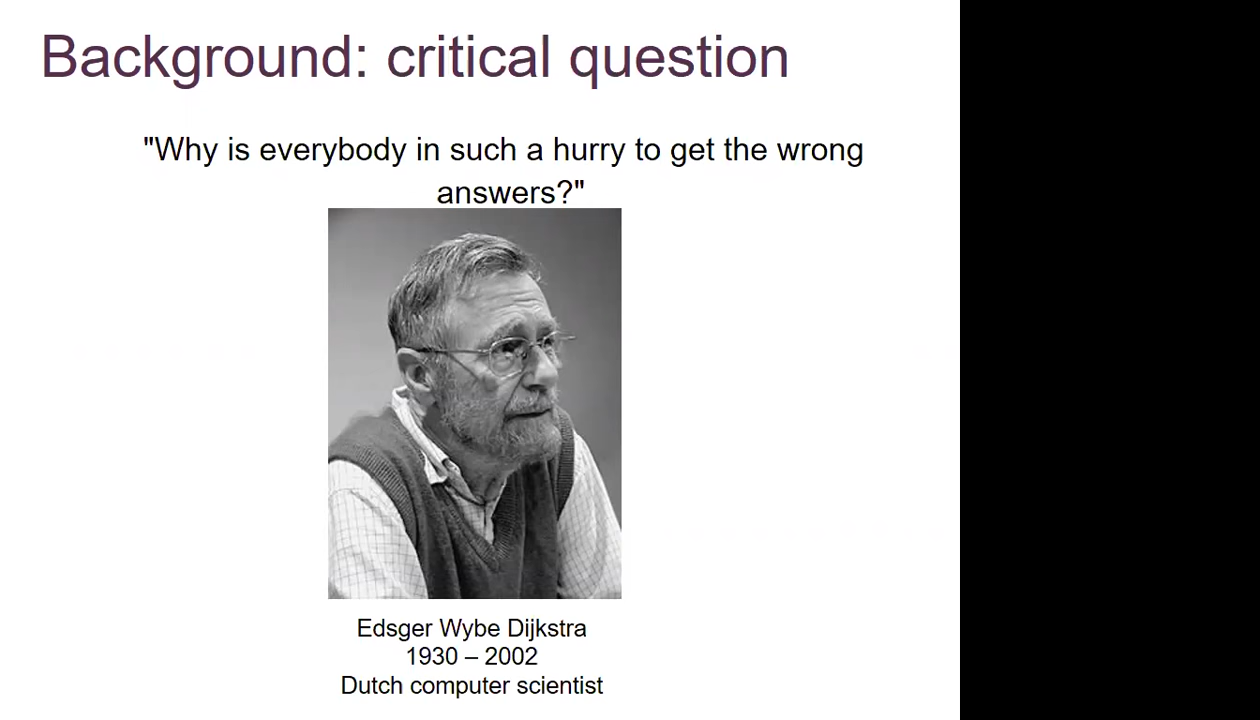 Background: critical question
"Why is everybody in such a hurry to get the wrong
answers?"
Edsger Wybe Dijkstra
1930 – 2002
Dutch computer scientist